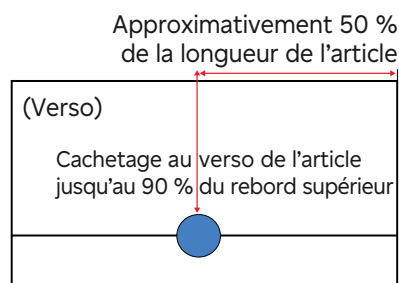 Approximativement 50 %
de la longueur de l'article
(Verso)
Cachetage au verso de l'article
jusqu'au 90 % du rebord supérieur